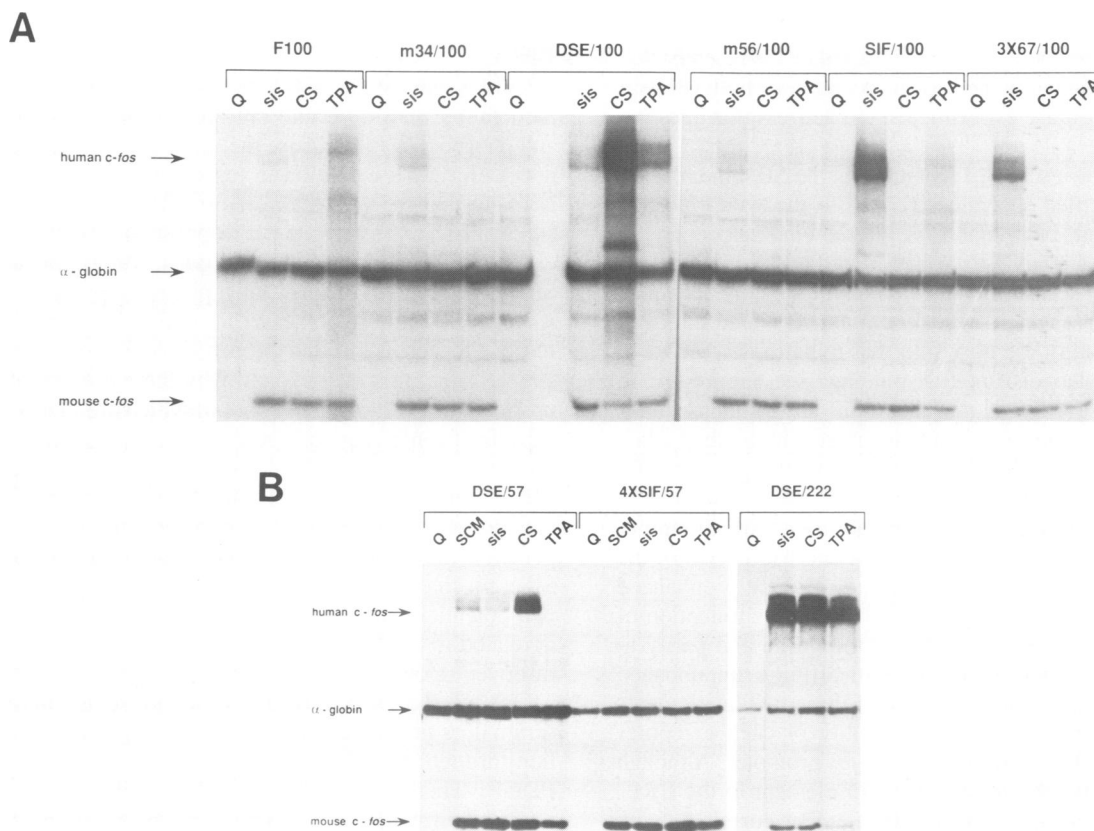 A
F100 m34/100 DSE/100 m56/100 SIF/100 3X67/100
Q sis CS TPA Q sis CS TPA Q sis CS TPA Q sis CS TPA Q sis CS TPA Q sis CS TPA
human c-fos
α - globin
mouse c-fos
B
DSE/57 4XSIF/57 DSE/222
Q SCM sis CS TPA Q SCM sis CS TPA Q sis CS TPA
human c - fos
α - globin
mouse c - fos